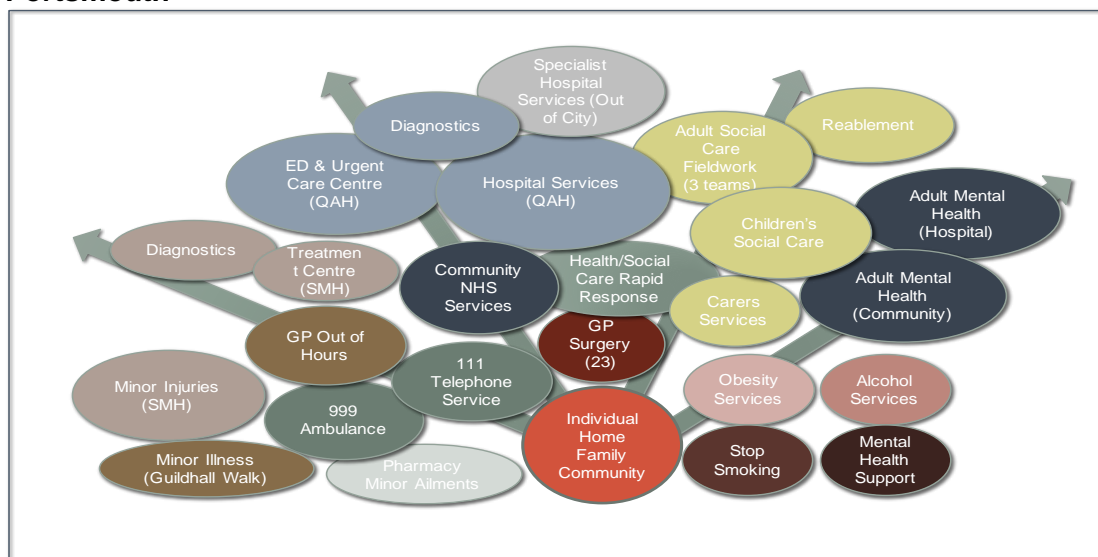 Portsmouth
Specialist
Hospital
Services (Out
of City)
Diagnostics
Reablement
Adult Social
Care
Fieldwork
(3 teams)
ED & Urgent
Care Centre
(QAH)
Hospital Services
(QAH)
Adult Mental
Health
(Hospital)
Children's
Social Care
Diagnostics
Treatmen
t Centre
(SMH)
Community
NHS
Services
Health/Social
Care Rapid
Response
Adult Mental
Health
(Community)
Carers
Services
GP Out of
Hours
GP
Surgery
(23)
111
Telephone
Service
Minor Injuries
(SMH)
Obesity
Services
Alcohol
Services
999
Ambulance
Individual
Home
Family
Community
Stop
Smoking
Mental
Health
Support
Minor Illness
(Guildhall Walk)
Pharmacy
Minor Ailments